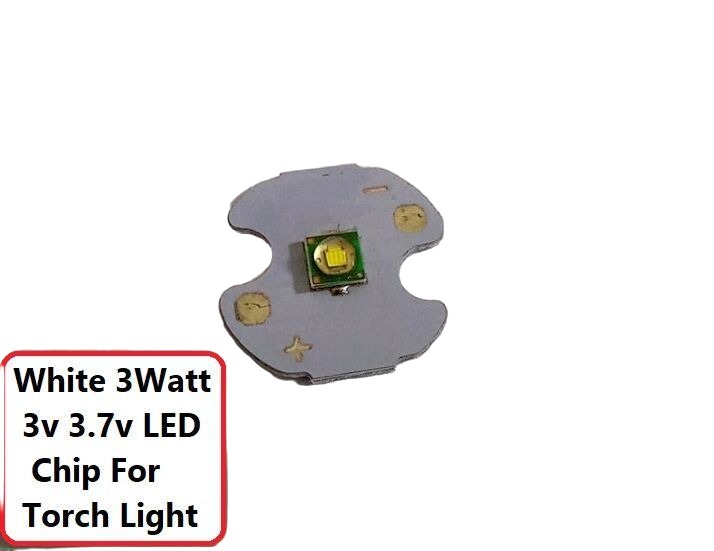 -
+
White 3Watt
3v 3.7v LED
Chip For
Torch Light